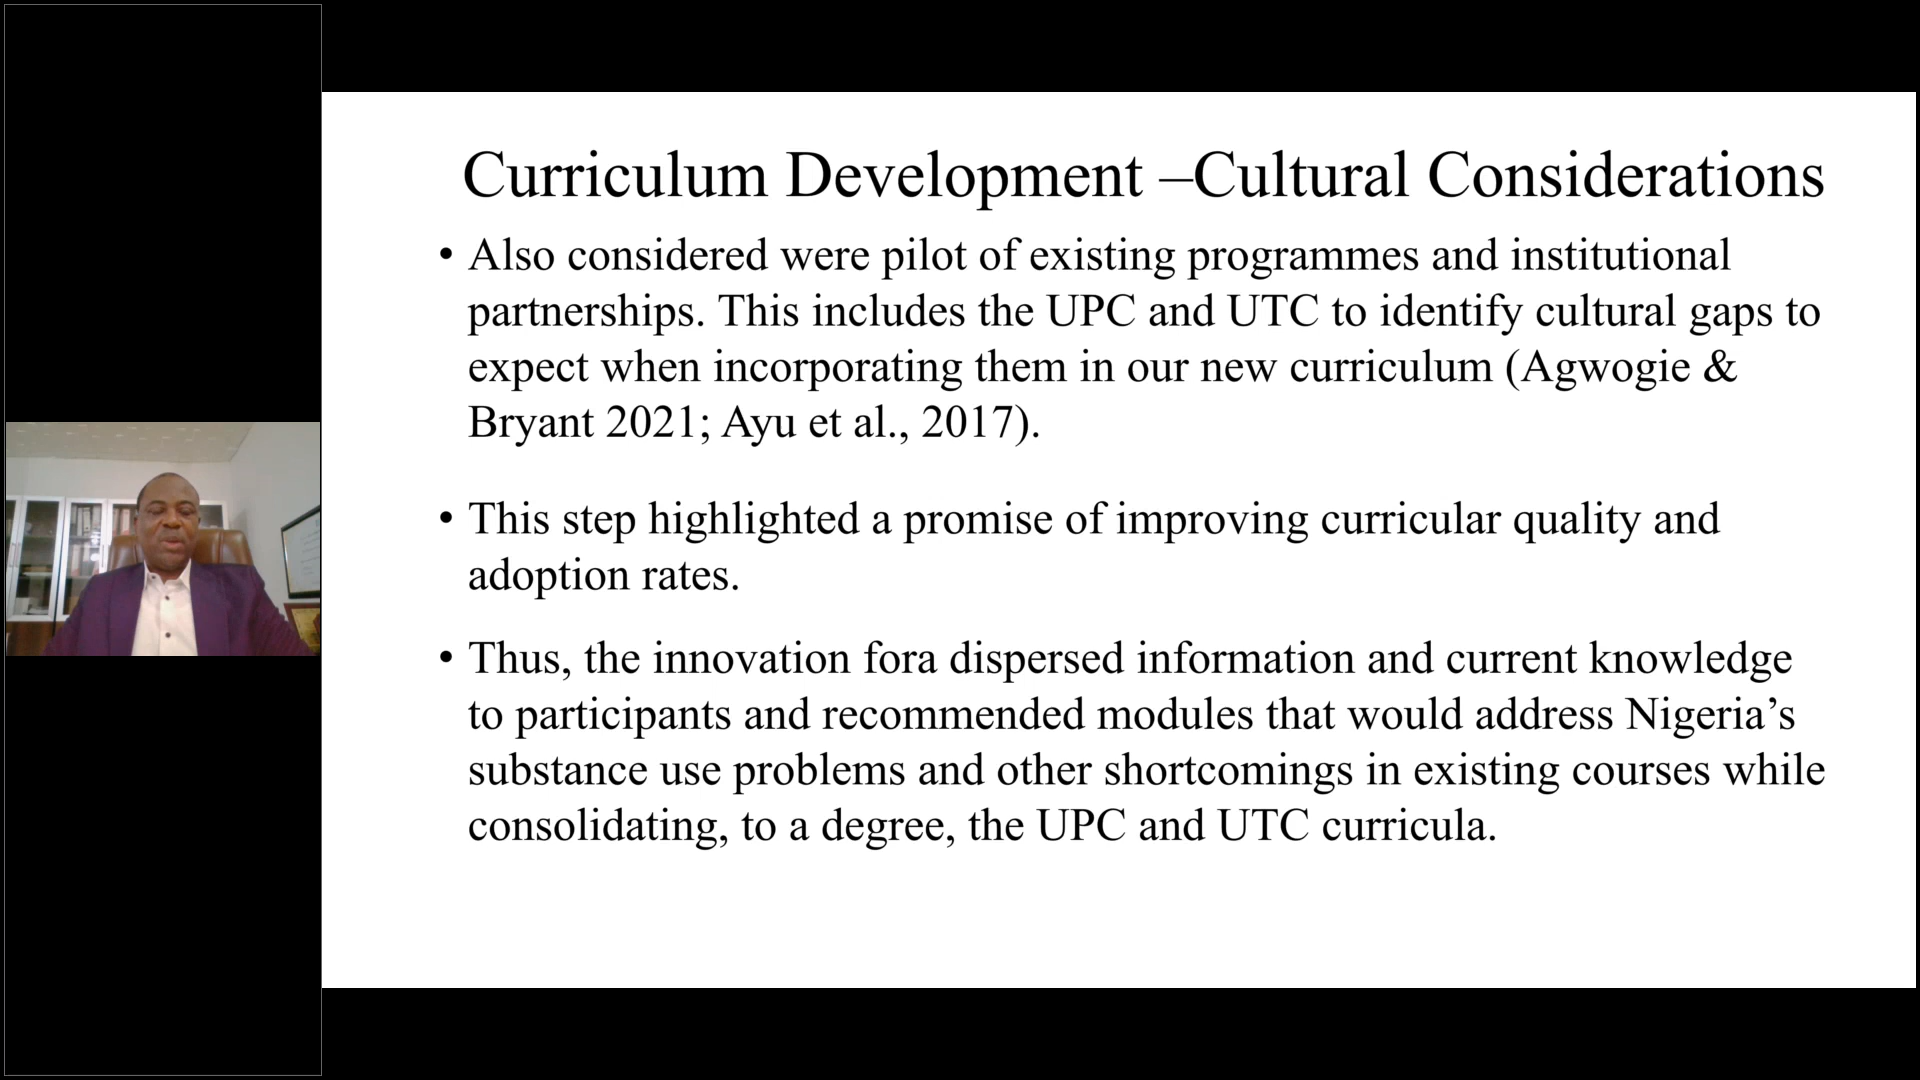 Curriculum Development –Cultural Considerations
• Also considered were pilot of existing programmes and institutional
partnerships. This includes the UPC and UTC to identify cultural gaps to
expect when incorporating them in our new curriculum (Agwogie &
Bryant 2021; Ayu et al., 2017).
• This step highlighted a promise of improving curricular quality and
adoption rates.
• Thus, the innovation fora dispersed information and current knowledge
to participants and recommended modules that would address Nigeria’s
substance use problems and other shortcomings in existing courses while
consolidating, to a degree, the UPC and UTC curricula.